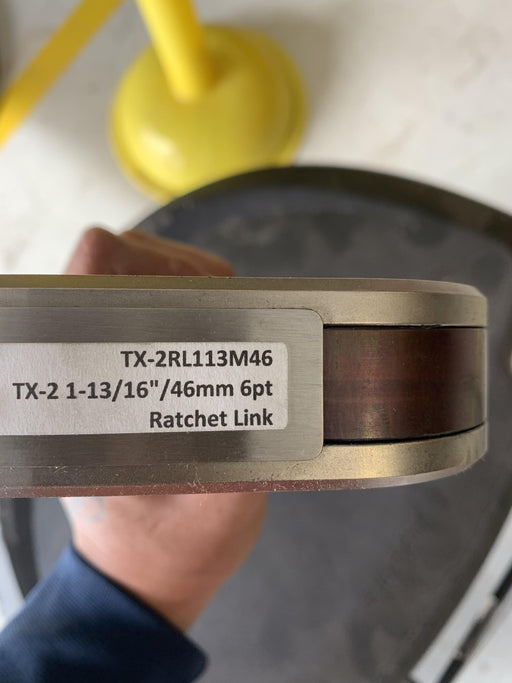 TX-2RL113M46
TX-2 1-13/16"/46mm 6pt
Ratchet Link